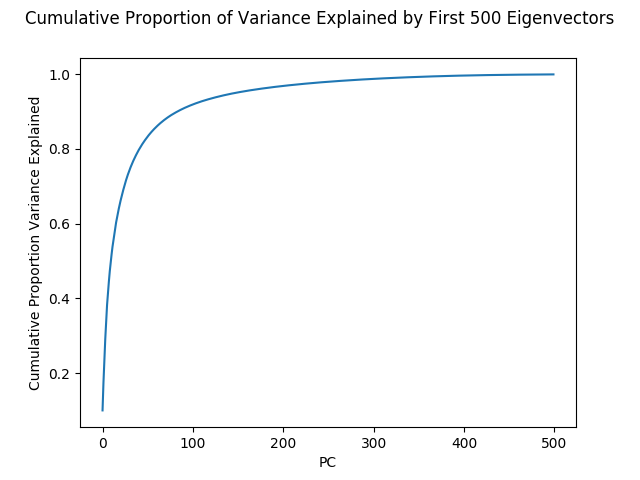 Cumulative Proportion of Variance Explained by First 500 Eigenvectors
Cumulative Proportion Variance Explained
1.0
0.8
0.6
0.4
0.2
0 100 200 300 400 500
PC